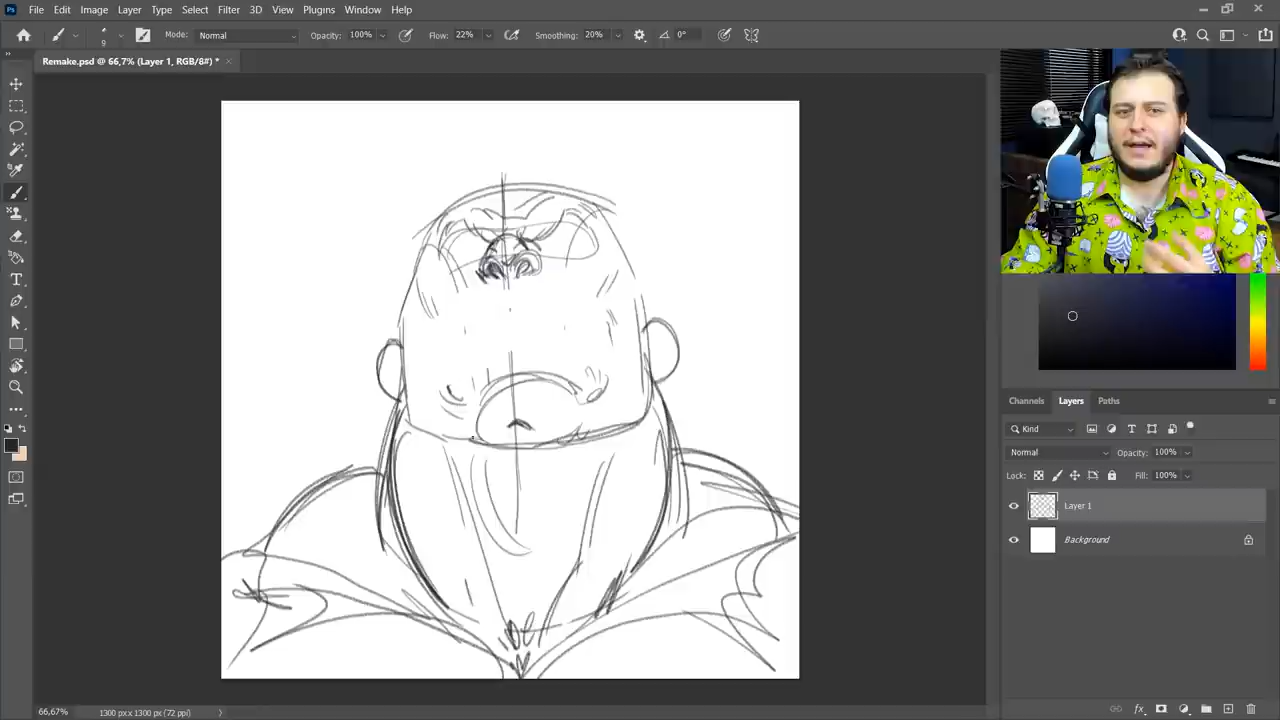 Ps File Edit Image Layer Type Select Filter 3D View Plugins Window Help
9 Mode: Normal Opacity: 100% Flow: 22% Smoothing: 20% 0°
Remake.psd @ 66,7% (Layer 1, RGB/8#) * ×
Channels Layers Paths
Kind
Normal Opacity: 100%
Lock: Fill: 100%
Layer 1
Background
66,67% 1300 px x 1300 px (72 ppi)